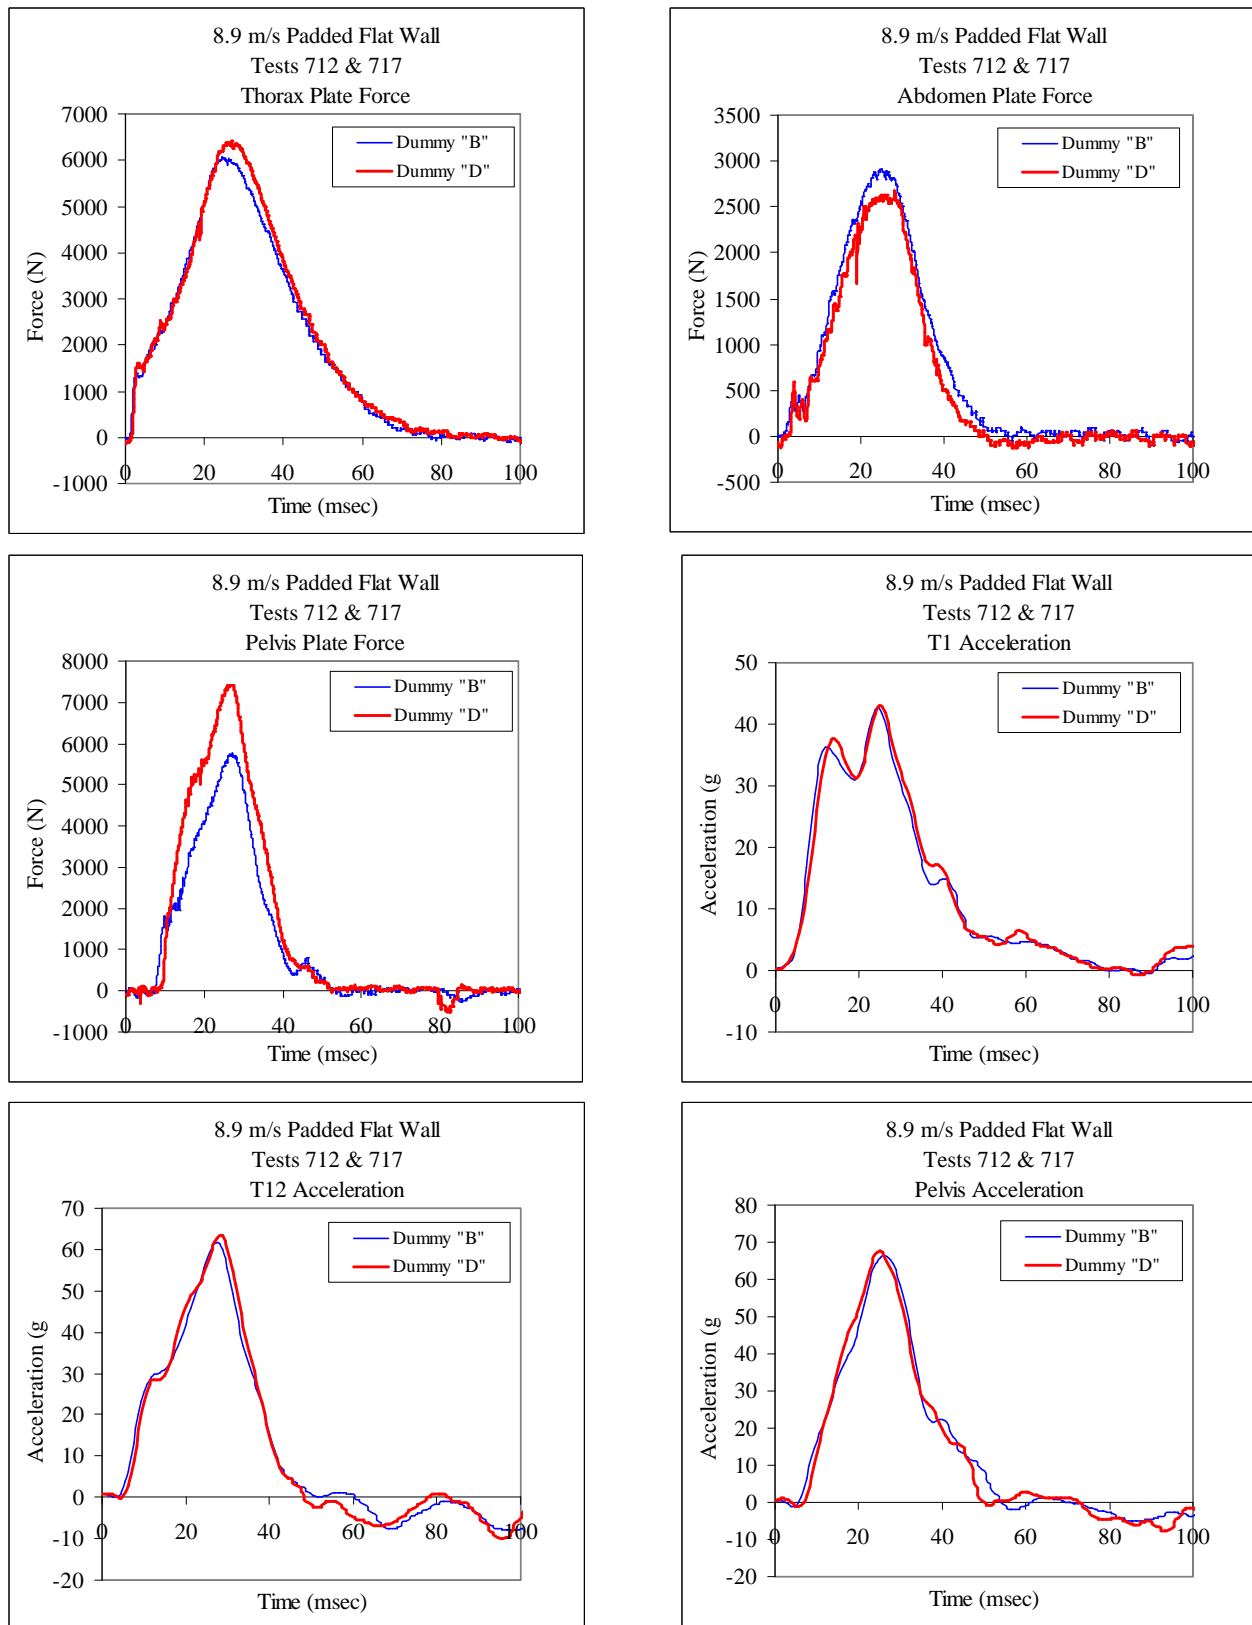 8.9 m/s Padded Flat Wall
Tests 712 & 717
Thorax Plate Force
7000
6000
5000
4000
3000
2000
1000
0
-1000
Force (N)
Dummy "B"
Dummy "D"
0 20 40 60 80 100
Time (msec)
8.9 m/s Padded Flat Wall
Tests 712 & 717
Abdomen Plate Force
3500
3000
2500
2000
1500
1000
500
0
-500
Force (N)
Dummy "B"
Dummy "D"
0 20 40 60 80 100
Time (msec)
8.9 m/s Padded Flat Wall
Tests 712 & 717
Pelvis Plate Force
8000
7000
6000
5000
4000
3000
2000
1000
0
-1000
Force (N)
Dummy "B"
Dummy "D"
0 20 40 60 80 100
Time (msec)
8.9 m/s Padded Flat Wall
Tests 712 & 717
T1 Acceleration
50
40
30
20
10
0
-10
Acceleration (g
Dummy "B"
Dummy "D"
0 20 40 60 80 100
Time (msec)
8.9 m/s Padded Flat Wall
Tests 712 & 717
T12 Acceleration
70
60
50
40
30
20
10
0
-10
-20
Acceleration (g
Dummy "B"
Dummy "D"
0 20 40 60 80 100
Time (msec)
8.9 m/s Padded Flat Wall
Tests 712 & 717
Pelvis Acceleration
80
70
60
50
40
30
20
10
0
-10
-20
Acceleration (g
Dummy "B"
Dummy "D"
0 20 40 60 80 100
Time (msec)